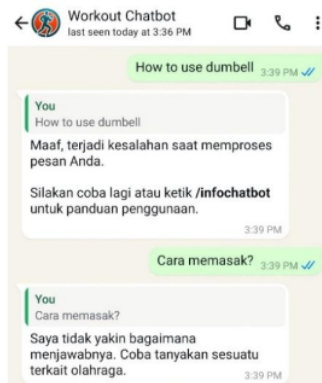 Workout Chatbot
last seen today at 3:36 PM
How to use dumbell 3:39 PM
You
How to use dumbell
Maaf, terjadi kesalahan saat memproses
pesan Anda.
Silakan coba lagi atau ketik /infochatbot
untuk panduan penggunaan.
3:39 PM
Cara memasak? 3:39 PM
You
Cara memasak?
Saya tidak yakin bagaimana
menjawabnya. Coba tanyakan sesuatu
terkait olahraga.
3:39 PM